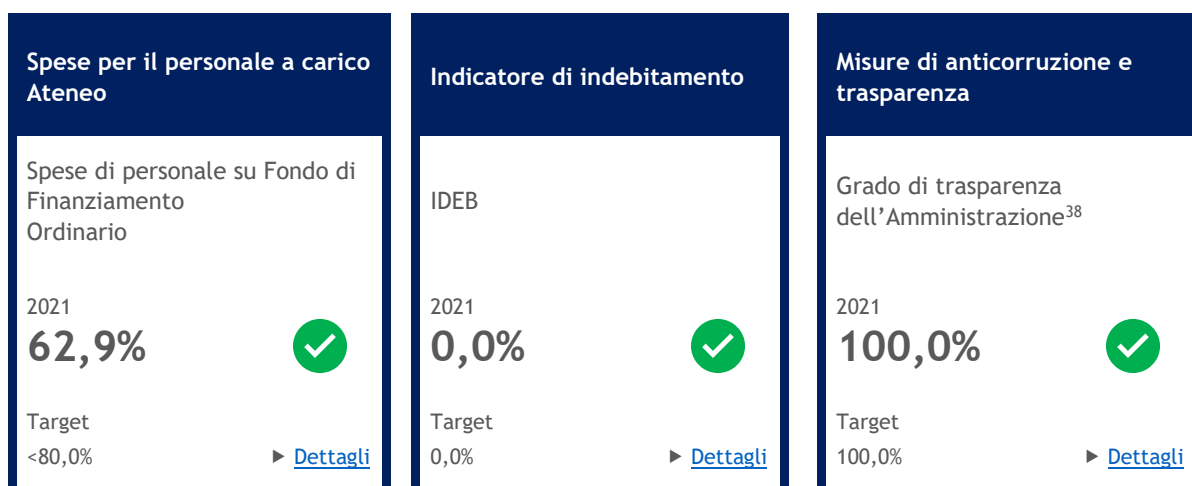 Spese per il personale a carico
Ateneo
Spese di personale su Fondo di
Finanziamento
Ordinario
2021
62,9%
Target
<80,0%
▶ Dettagli
Indicatore di indebitamento
IDEB
2021
0,0%
Target
0,0%
▶ Dettagli
Misure di anticorruzione e
trasparenza
Grado di trasparenza
dell’Amministrazione³⁸
2021
100,0%
Target
100,0%
▶ Dettagli